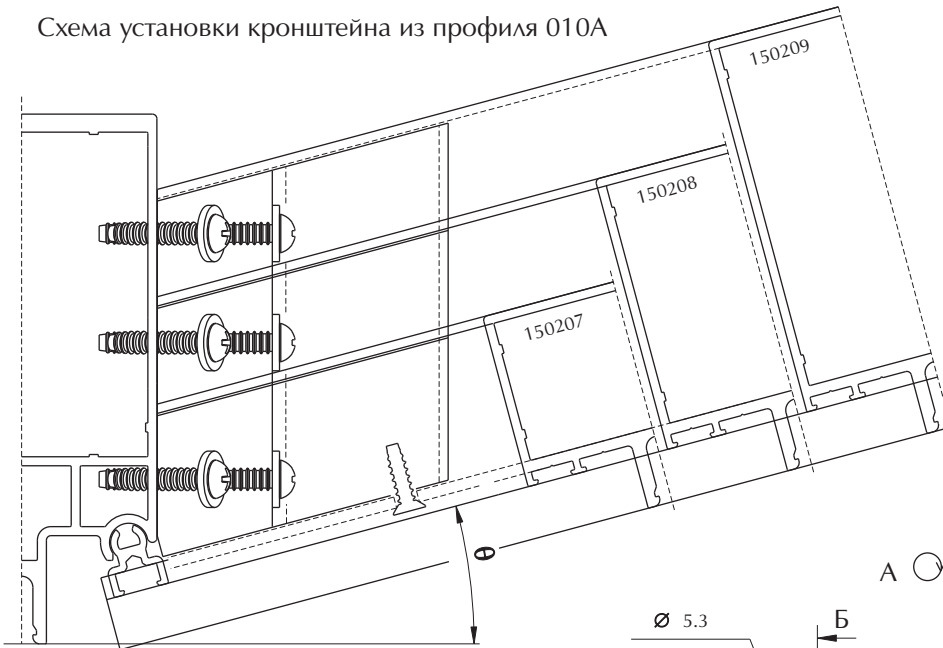 Схема установки кронштейна из профиля 010А
150209
150208
150207
θ
А
Ø 5.3
Б